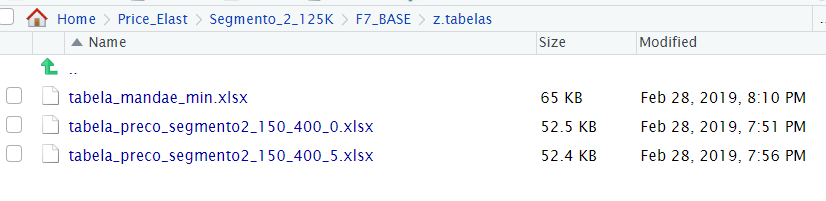 Home > Price_Elast > Segmento_2_125K > F7_BASE > z.tabelas
Name Size Modified
..
tabela_mandae_min.xlsx 65 KB Feb 28, 2019, 8:10 PM
tabela_preco_segmento2_150_400_0.xlsx 52.5 KB Feb 28, 2019, 7:51 PM
tabela_preco_segmento2_150_400_5.xlsx 52.4 KB Feb 28, 2019, 7:56 PM